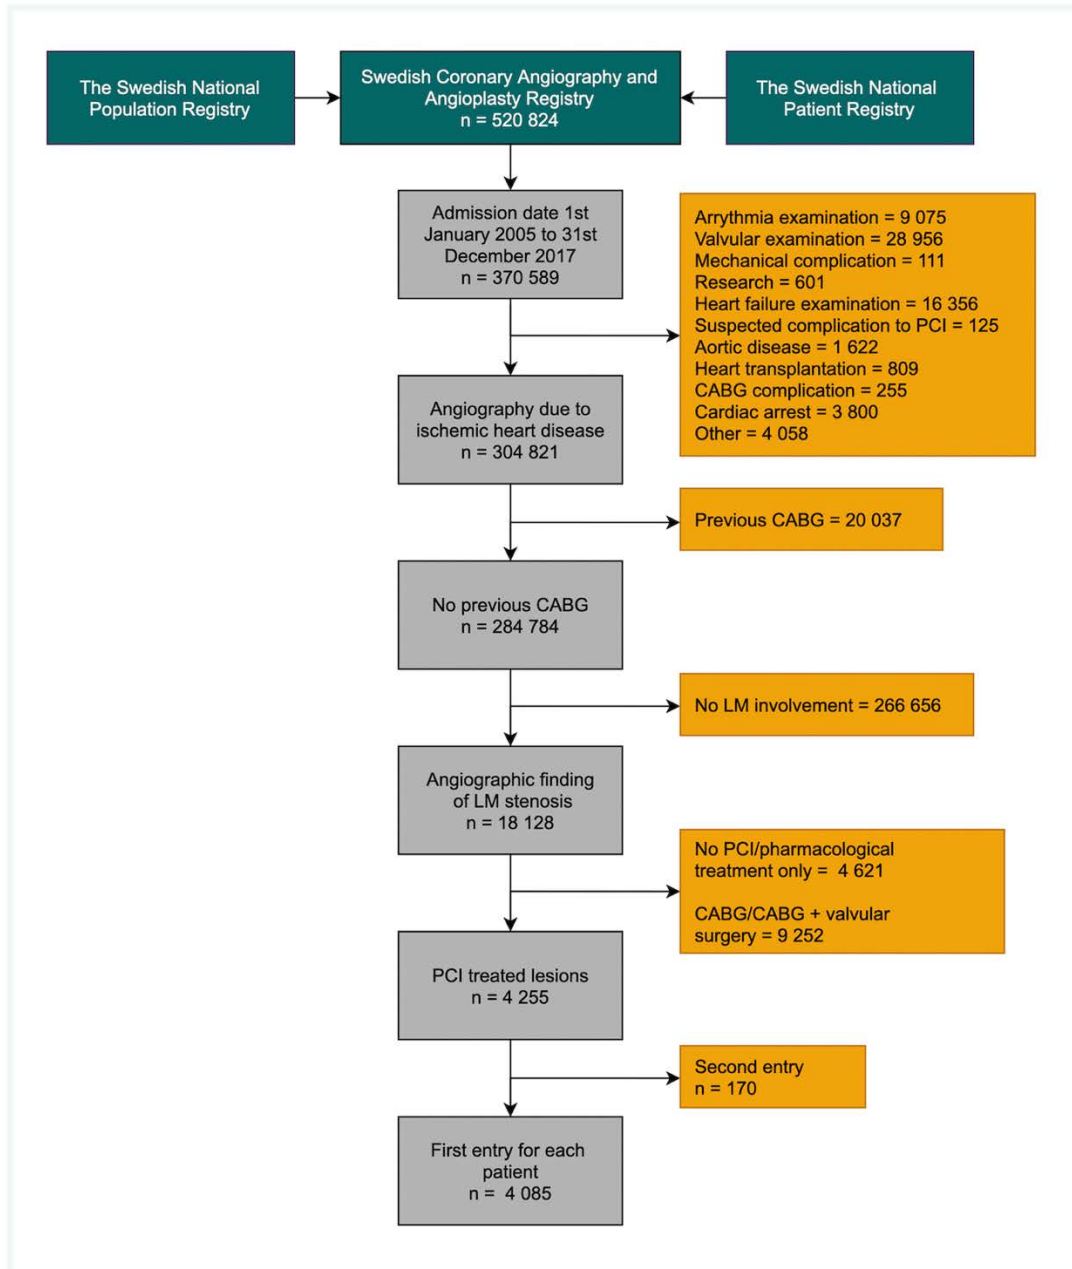 The Swedish National
Population Registry
Swedish Coronary Angiography and
Angioplasty Registry
n = 520 824
The Swedish National
Patient Registry
Admission date 1st
January 2005 to 31st
December 2017
n = 370 589
Arrythmia examination = 9 075
Valvular examination = 28 956
Mechanical complication = 111
Research = 601
Heart failure examination = 16 356
Suspected complication to PCI = 125
Aortic disease = 1 622
Heart transplantation = 809
CABG complication = 255
Cardiac arrest = 3 800
Other = 4 058
Angiography due to
ischemic heart disease
n = 304 821
Previous CABG = 20 037
No previous CABG
n = 284 784
No LM involvement = 266 656
Angiographic finding
of LM stenosis
n = 18 128
No PCI/pharmacological
treatment only =  4 621
CABG/CABG + valvular
surgery = 9 252
PCI treated lesions
n = 4 255
Second entry
n = 170
First entry for each
patient
n =  4 085